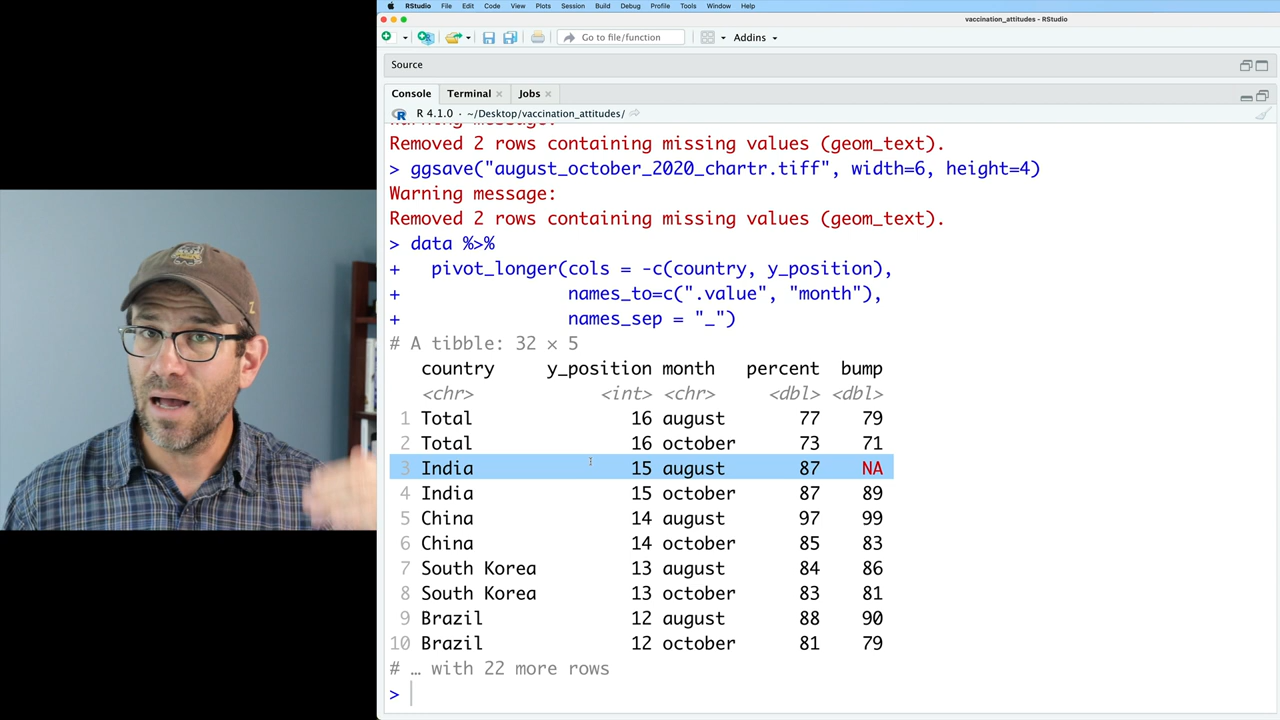 RStudio File Edit Code View Plots Session Build Debug Profile Tools Window Help
vaccination_attitudes - RStudio
Go to file/function Addins
Source
Console Terminal Jobs
R 4.1.0 · ~/Desktop/vaccination_attitudes/
Warning message:
Removed 2 rows containing missing values (geom_text).
> ggsave("august_october_2020_chartr.tiff", width=6, height=4)
Warning message:
Removed 2 rows containing missing values (geom_text).
> data %>%
+ pivot_longer(cols = -c(country, y_position),
+ names_to=c(".value", "month"),
+ names_sep = "_")
# A tibble: 32 × 5
country y_position month percent bump
<chr> <int> <chr> <dbl> <dbl>
1 Total 16 august 77 79
2 Total 16 october 73 71
3 India 15 august 87 NA
4 India 15 october 87 89
5 China 14 august 97 99
6 China 14 october 85 83
7 South Korea 13 august 84 86
8 South Korea 13 october 83 81
9 Brazil 12 august 88 90
10 Brazil 12 october 81 79
# … with 22 more rows
>